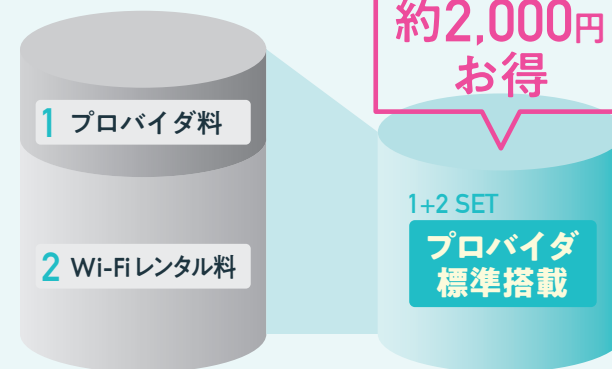 約2,000円
お得
1 プロバイダ料
2 Wi-Fiレンタル料
1+2 SET
プロバイダ
標準搭載